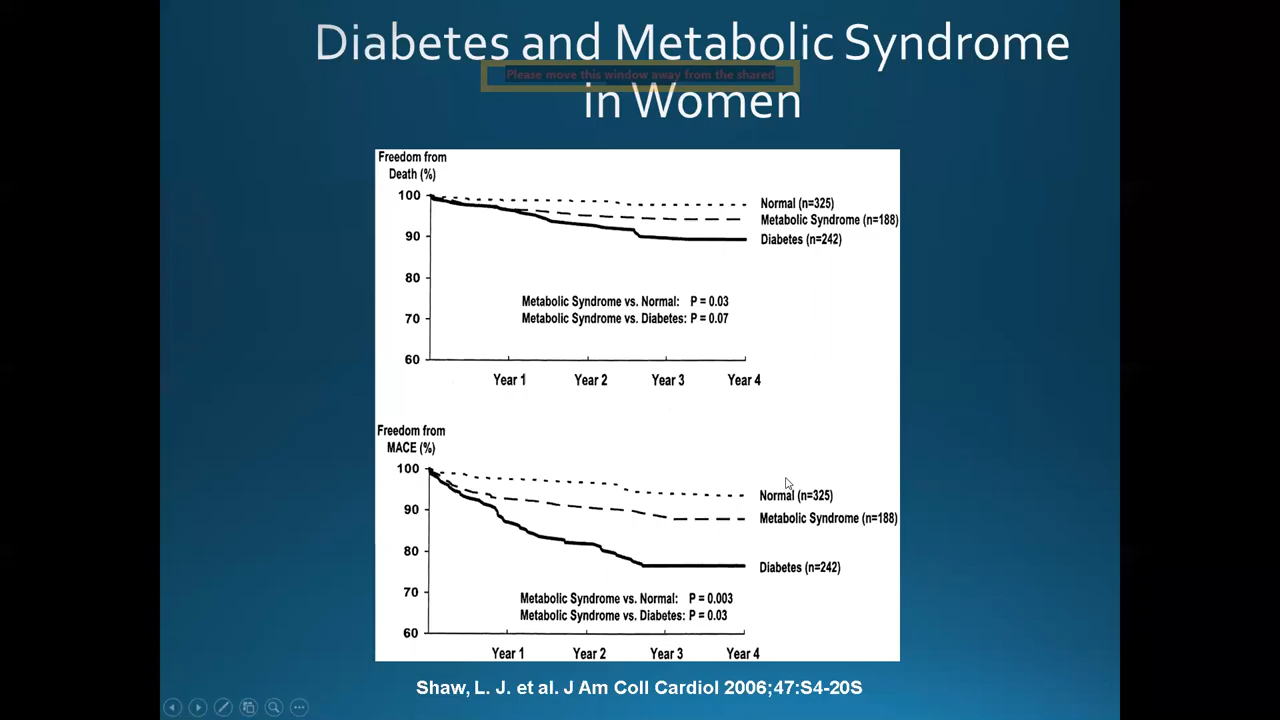 Diabetes and Metabolic Syndrome
Please move this window away from the shared
in Women
Freedom from
Death (%)
100
90
80
70
60
Normal (n=325)
Metabolic Syndrome (n=188)
Diabetes (n=242)
Metabolic Syndrome vs. Normal: P = 0.03
Metabolic Syndrome vs. Diabetes: P = 0.07
Year 1 Year 2 Year 3 Year 4
Freedom from
MACE (%)
100
90
80
70
60
Normal (n=325)
Metabolic Syndrome (n=188)
Diabetes (n=242)
Metabolic Syndrome vs. Normal: P = 0.003
Metabolic Syndrome vs. Diabetes: P = 0.03
Year 1 Year 2 Year 3 Year 4
Shaw, L. J. et al. J Am Coll Cardiol 2006;47:S4-20S